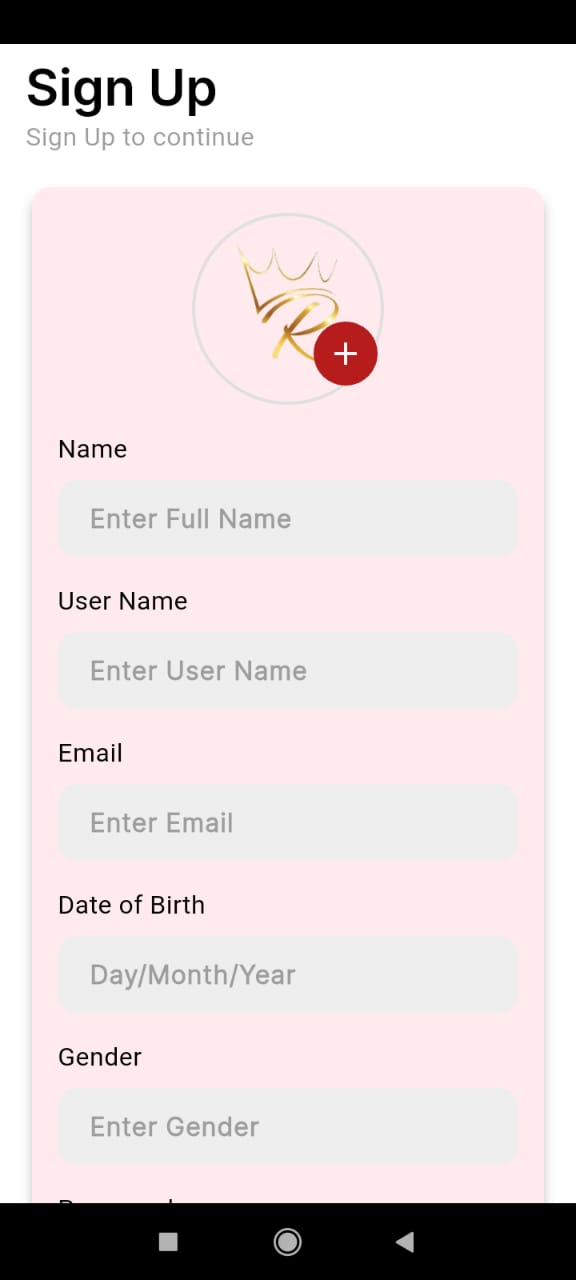 Sign Up
Sign Up to continue
R
Name
Enter Full Name
User Name
Enter User Name
Email
Enter Email
Date of Birth
Day/Month/Year
Gender
Enter Gender